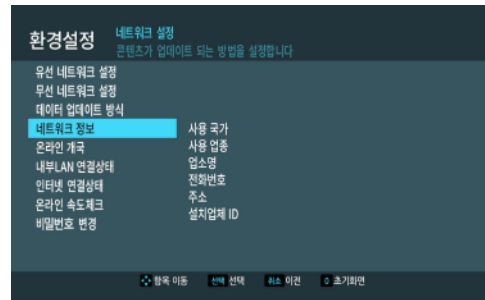 환경설정
네트워크 설정
콘텐츠가 업데이트 되는 방법을 설정합니다
유선 네트워크 설정
무선 네트워크 설정
데이터 업데이트 방식
네트워크 정보
온라인 개국
내부LAN 연결상태
인터넷 연결상태
온라인 속도체크
비밀번호 변경
사용 국가
사용 업종
업소명
전화번호
주소
설치업체 ID
항목 이동 선택 선택 취소 이전 0 초기화면